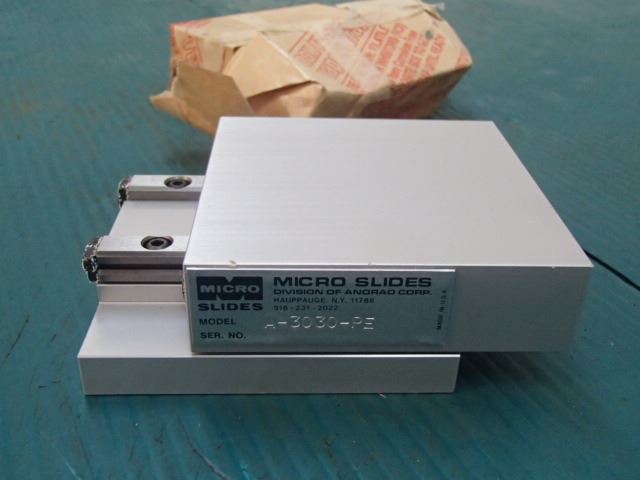 MICRO SLIDES
DIVISION OF ANGRAD CORP.
HAUPPAUGE, N.Y. 11788
516-231-2022
MICRO
SLIDES
MODEL A-3030-PE
SER. NO.
MADE IN U.S.A.